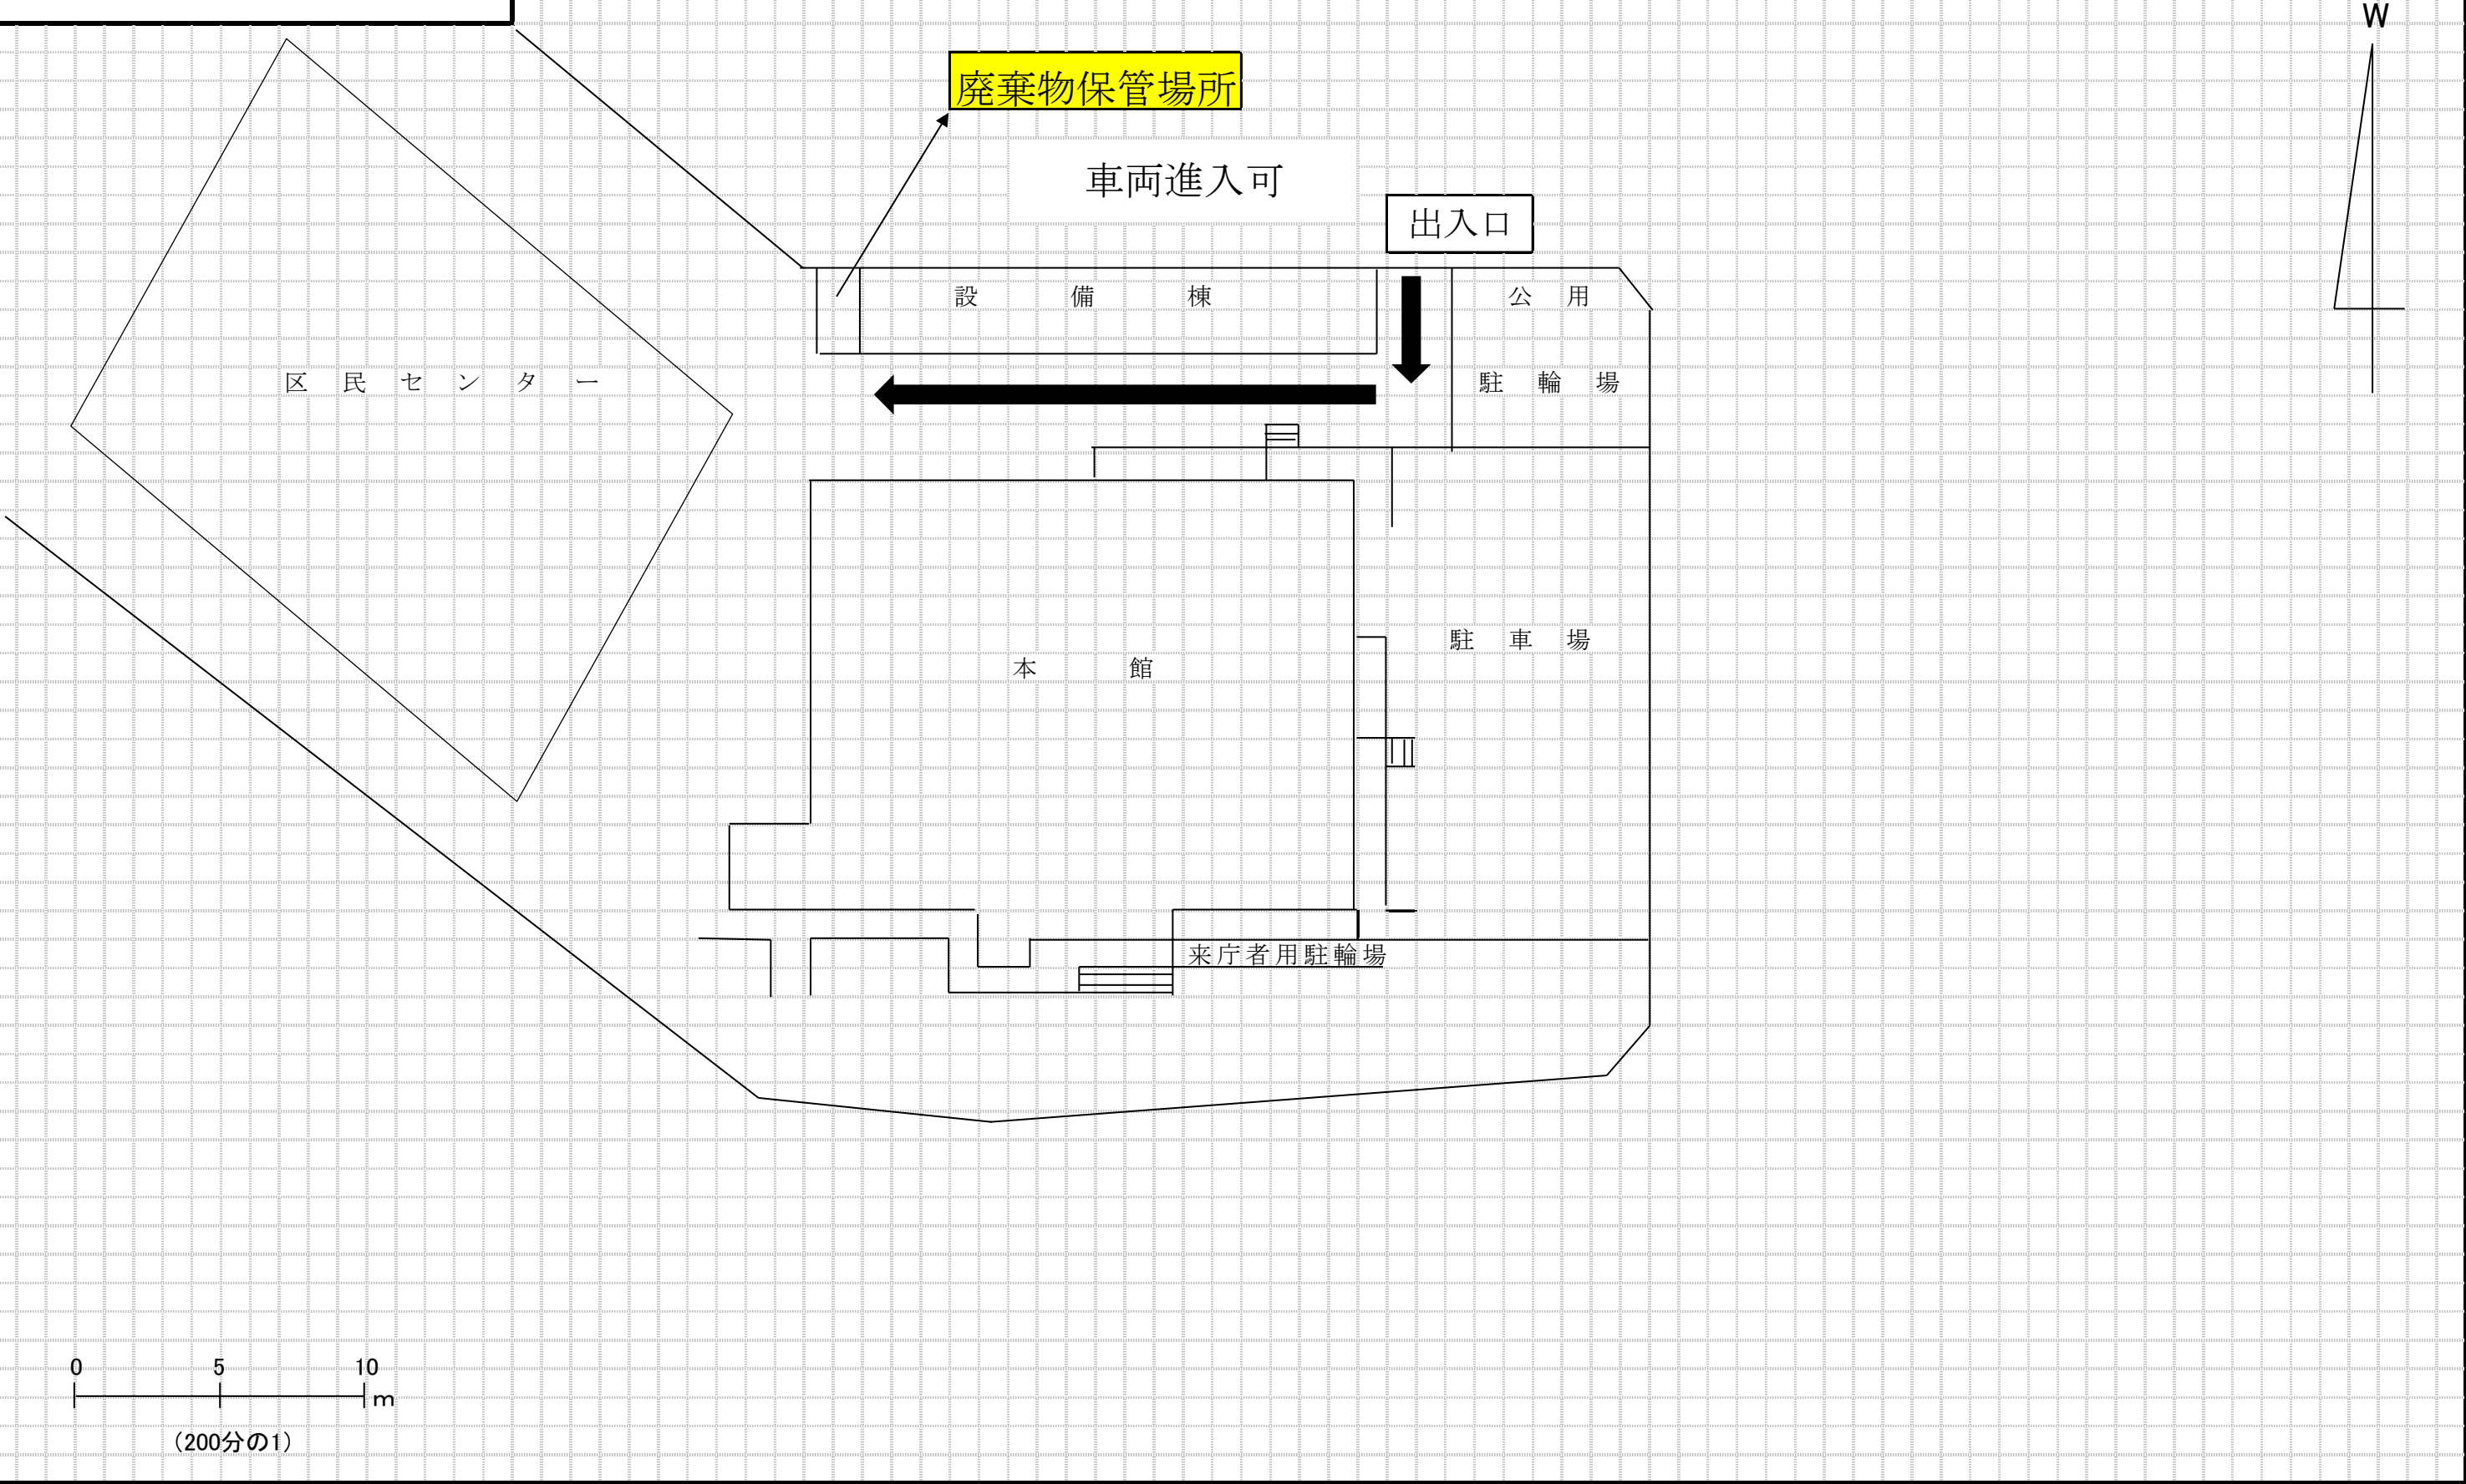 W
廃棄物保管場所
車両進入可
出入口
設備棟
公用
区民センター
駐輪場
駐車場
本館
来庁者用駐輪場
0 5 10
m
(200分の1)